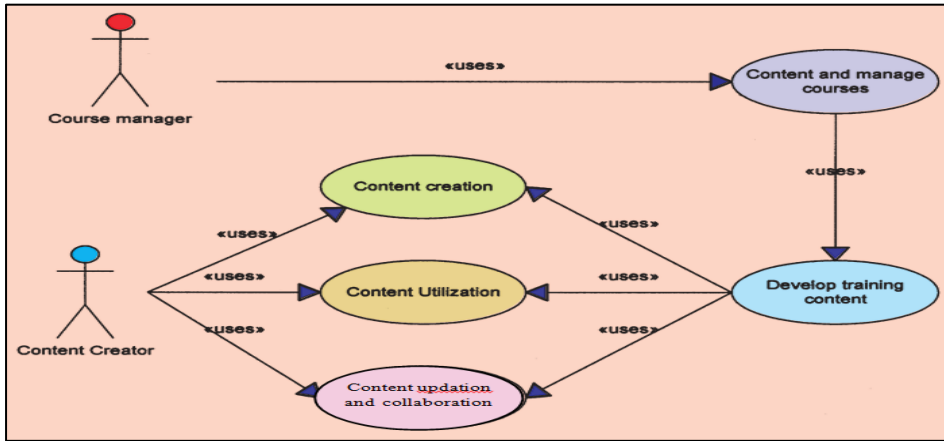 «uses»
Content and manage
courses
Course manager
«uses»
Content creation
«uses»
«uses»
«uses»
Content Utilization
«uses»
Develop training
content
«uses»
«uses»
Content Creator
Content updation
and collaboration